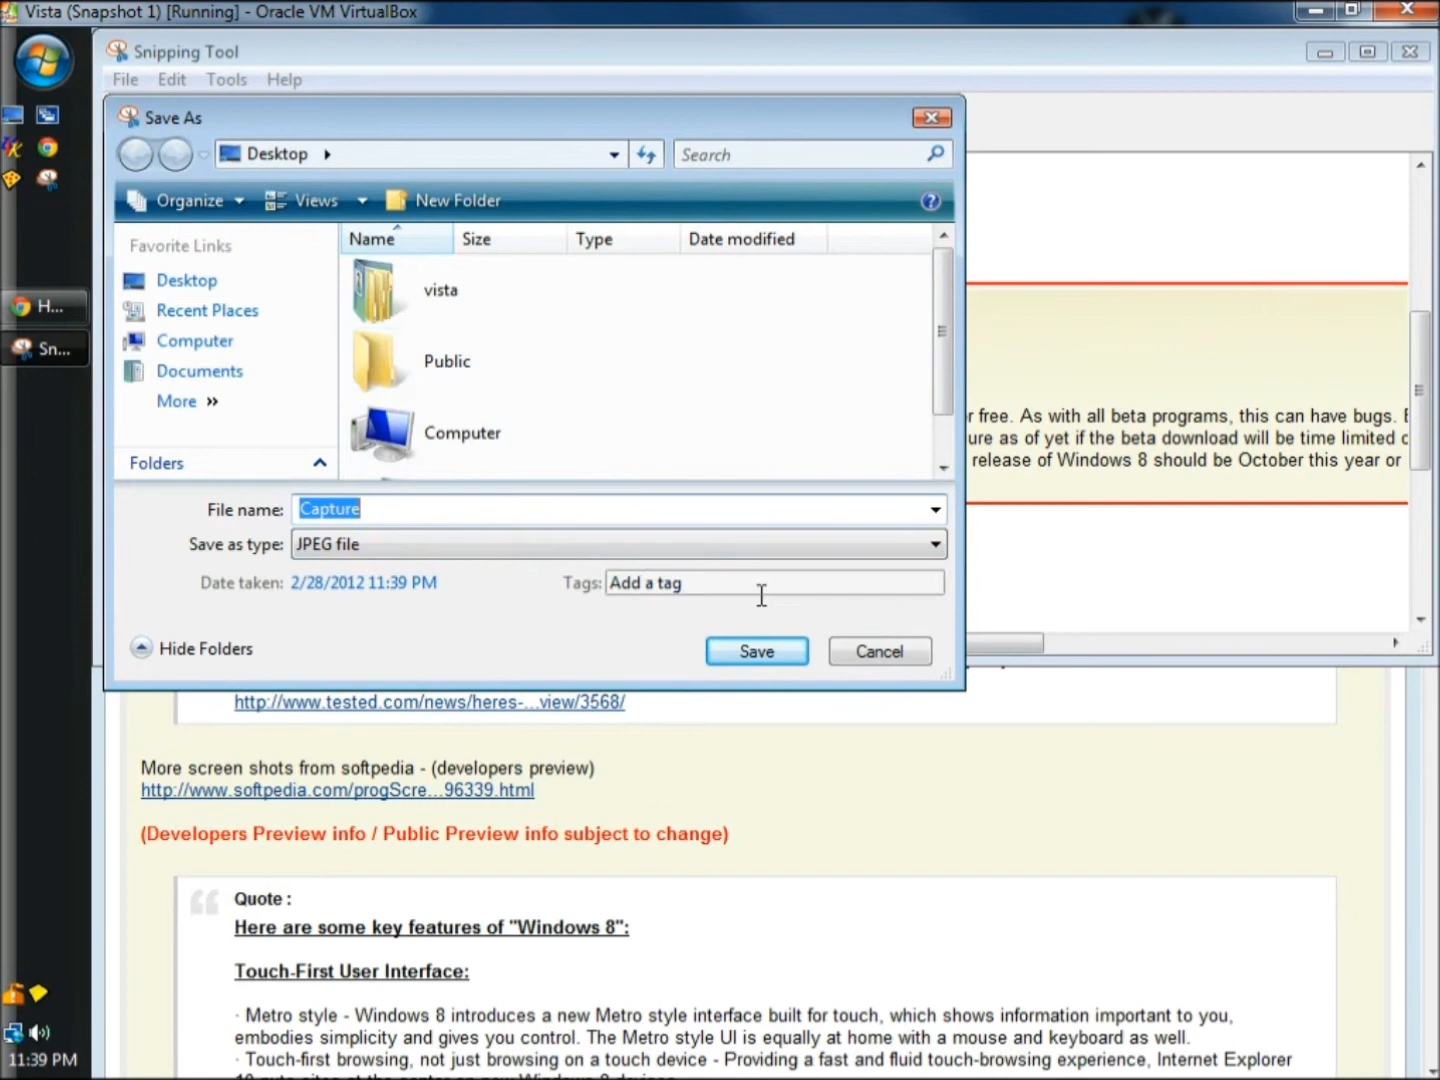 Vista (Snapshot 1) [Running] - Oracle VM VirtualBox
Snipping Tool
File Edit Tools Help
Save As
Desktop
Search
Organize Views New Folder
Favorite Links
Name Size Type Date modified
Desktop
vista
Recent Places
H...
Computer
Sn...
Public
Documents
More »
r free. As with all beta programs, this can have bugs.
Computer
ure as of yet if the beta download will be time limited
release of Windows 8 should be October this year or
Folders
File name: Capture
Save as type: JPEG file
Date taken: 2/28/2012 11:39 PM Tags: Add a tag
Hide Folders
Save Cancel
http://www.tested.com/news/heres-...view/3568/
More screen shots from softpedia - (developers preview)
http://www.softpedia.com/progScre...96339.html
(Developers Preview info / Public Preview info subject to change)
Quote :
Here are some key features of "Windows 8":
Touch-First User Interface:
· Metro style - Windows 8 introduces a new Metro style interface built for touch, which shows information important to you,
embodies simplicity and gives you control. The Metro style UI is equally at home with a mouse and keyboard as well.
· Touch-first browsing, not just browsing on a touch device - Providing a fast and fluid touch-browsing experience, Internet Explorer
11:39 PM